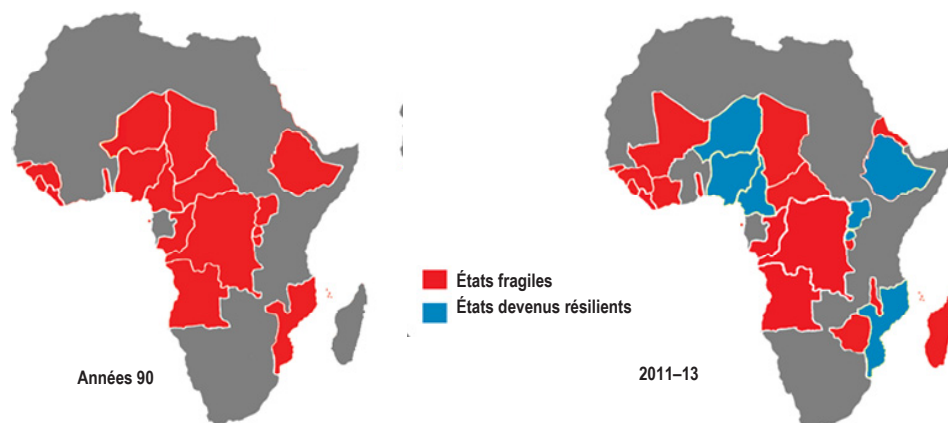 États fragiles
États devenus résilients
Années 90
2011–13